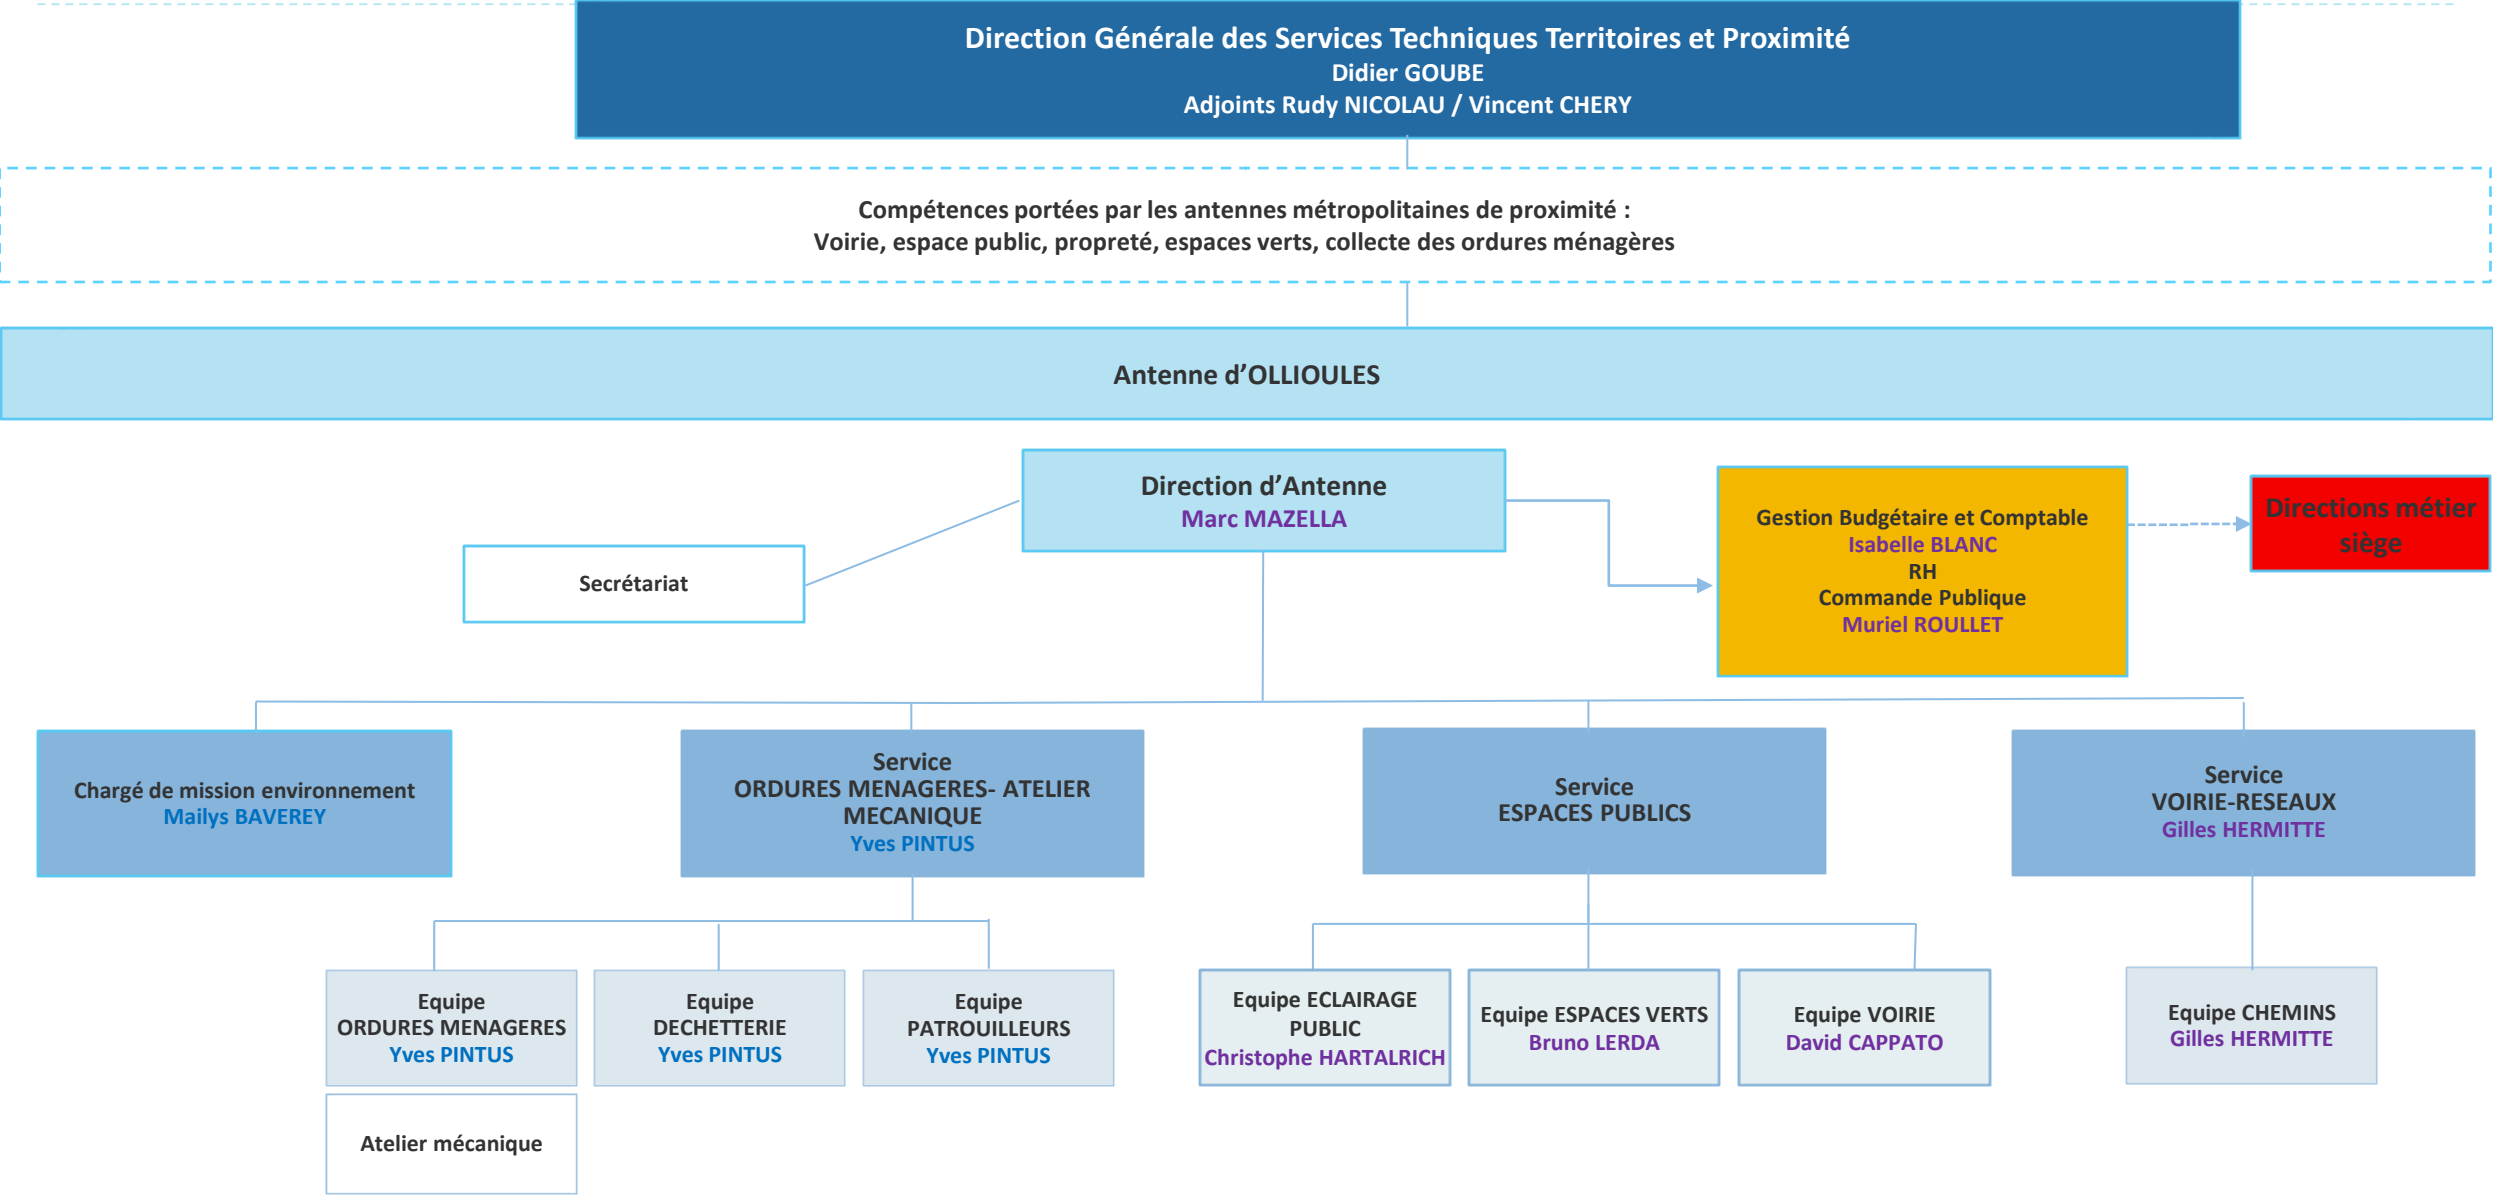 Direction Générale des Services Techniques Territoires et Proximité
Didier GOUBE
Adjoints Rudy NICOLAU / Vincent CHERY
Compétences portées par les antennes métropolitaines de proximité :
Voirie, espace public, propreté, espaces verts, collecte des ordures ménagères
Antenne d’OLLIOULES
Direction d’Antenne
Marc MAZELLA
Secrétariat
Gestion Budgétaire et Comptable
Isabelle BLANC
RH
Commande Publique
Muriel ROULLET
Directions métier
siège
Chargé de mission environnement
Mailys BAVEREY
Service
ORDURES MENAGERES- ATELIER
MECANIQUE
Yves PINTUS
Service
ESPACES PUBLICS
Service
VOIRIE-RESEAUX
Gilles HERMITTE
Equipe
ORDURES MENAGERES
Yves PINTUS
Equipe
DECHETTERIE
Yves PINTUS
Equipe
PATROUILLEURS
Yves PINTUS
Equipe ECLAIRAGE
PUBLIC
Christophe HARTALRICH
Equipe ESPACES VERTS
Bruno LERDA
Equipe VOIRIE
David CAPPATO
Equipe CHEMINS
Gilles HERMITTE
Atelier mécanique